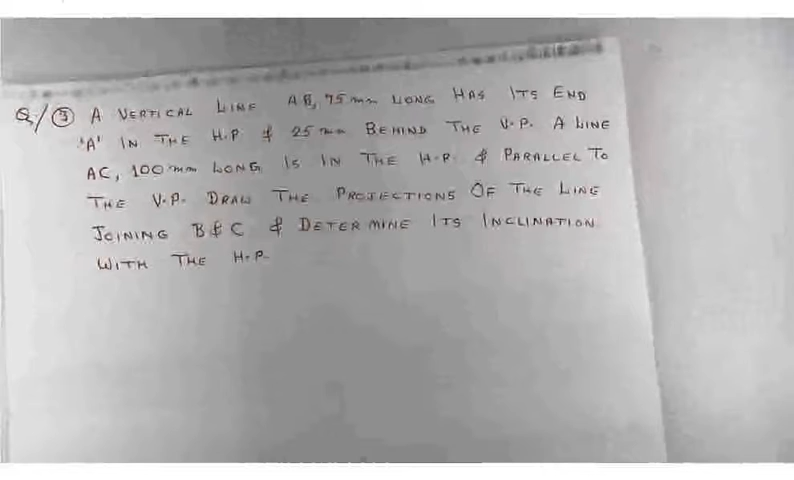 Q/ ③ A VERTICAL LINE AB, 75 mm LONG HAS ITS END
'A' IN THE H.P & 25 mm BEHIND THE V.P. A LINE
AC, 100 mm LONG IS IN THE H.P. & PARALLEL TO
THE V.P. DRAW THE PROJECTIONS OF THE LINE
JOINING B & C & DETERMINE ITS INCLINATION
WITH THE H.P.